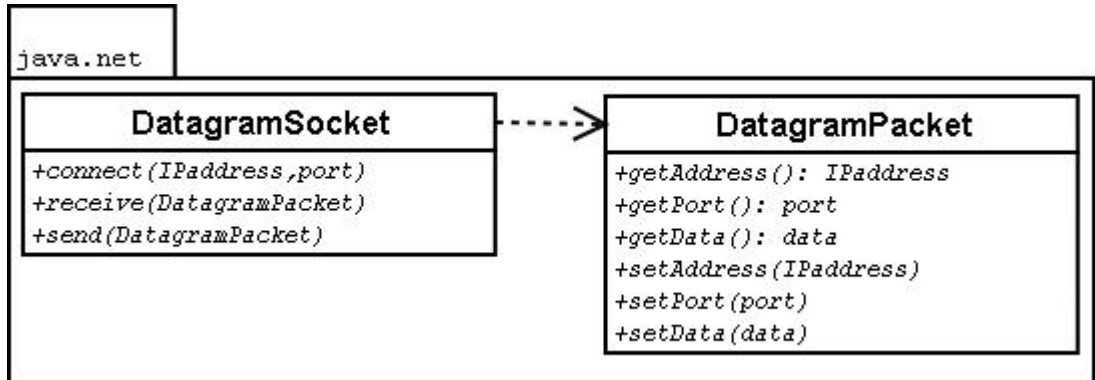 java.net
DatagramSocket
+connect(IPaddress,port)
+receive(DatagramPacket)
+send(DatagramPacket)
DatagramPacket
+getAddress(): IPaddress
+getPort(): port
+getData(): data
+setAddress(IPaddress)
+setPort(port)
+setData(data)